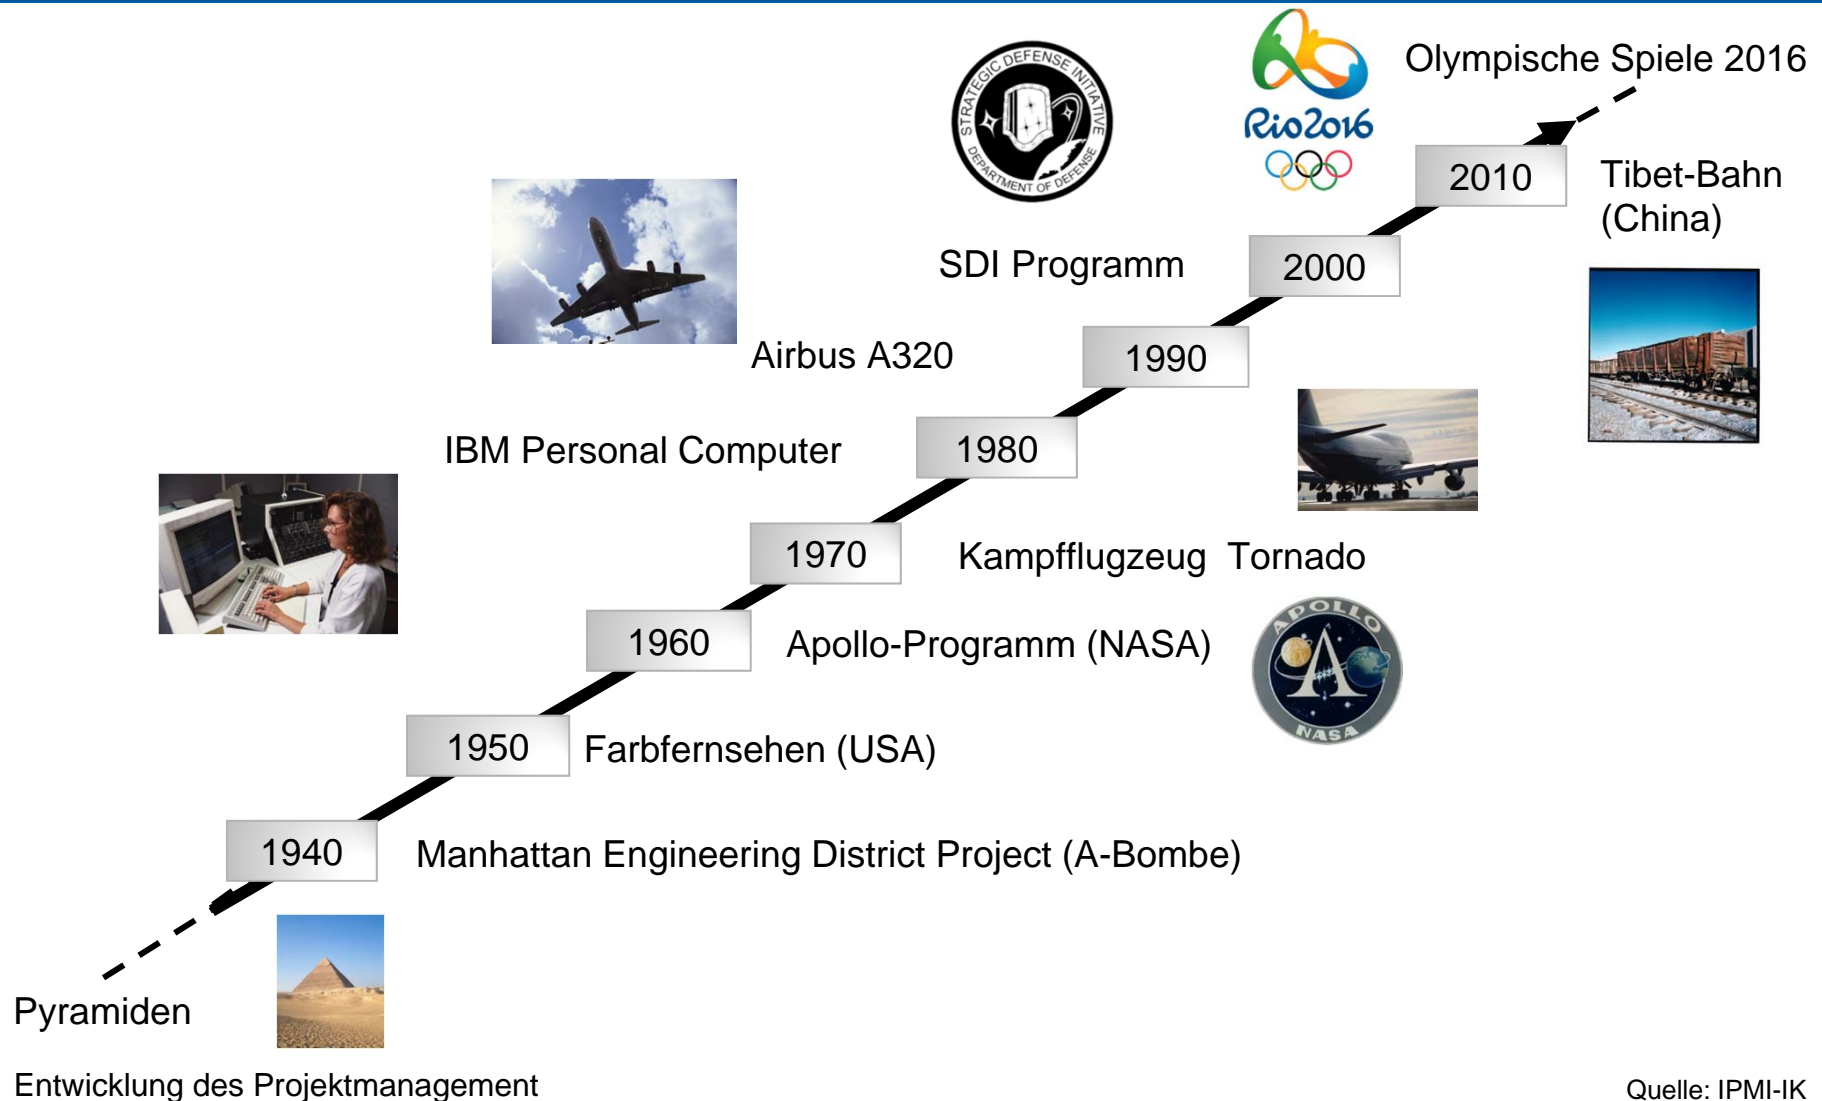 Olympische Spiele 2016
STRATEGIC DEFENSE INITIATIVE
DEPARTMENT OF DEFENSE
Rio2016
2010
Tibet-Bahn
(China)
SDI Programm
2000
Airbus A320
1990
IBM Personal Computer
1980
1970
Kampfflugzeug Tornado
1960
Apollo-Programm (NASA)
APOLLO
A
NASA
1950
Farbfernsehen (USA)
1940
Manhattan Engineering District Project (A-Bombe)
Pyramiden
Entwicklung des Projektmanagement
Quelle: IPMI-IK